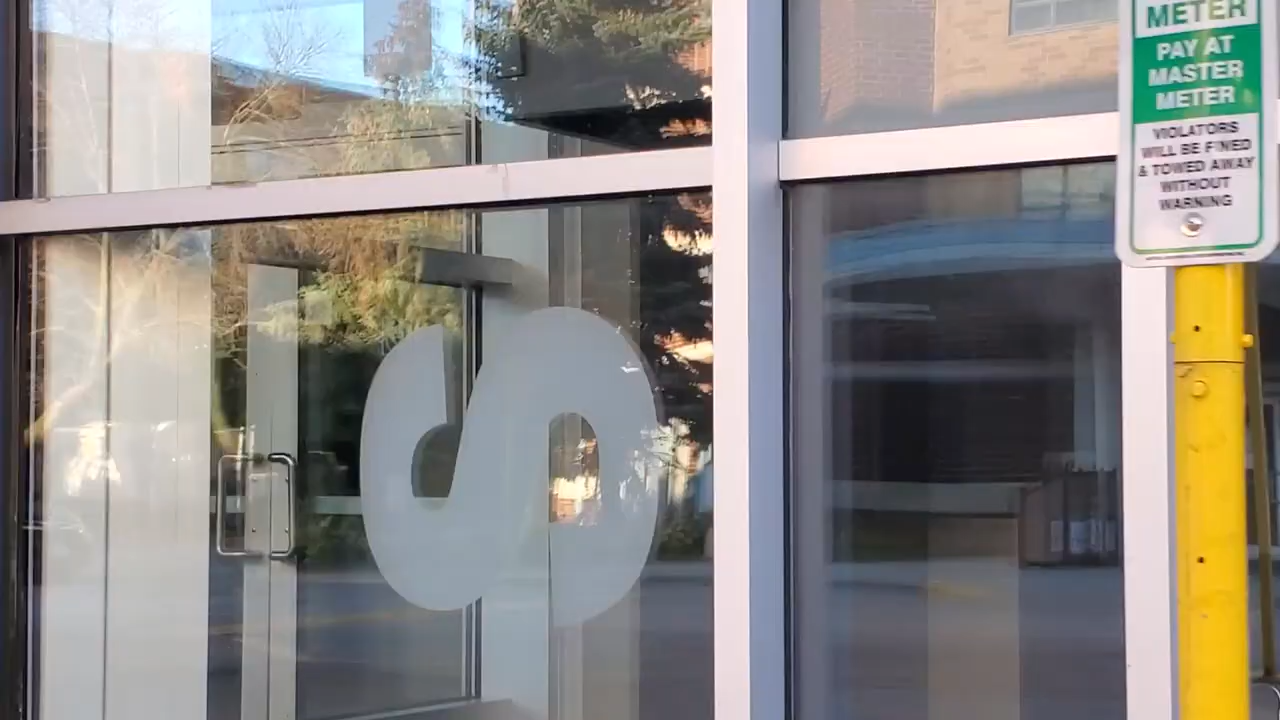 S
METER
PAY AT
MASTER
METER
VIOLATORS
WILL BE FINED
& TOWED AWAY
WITHOUT
WARNING